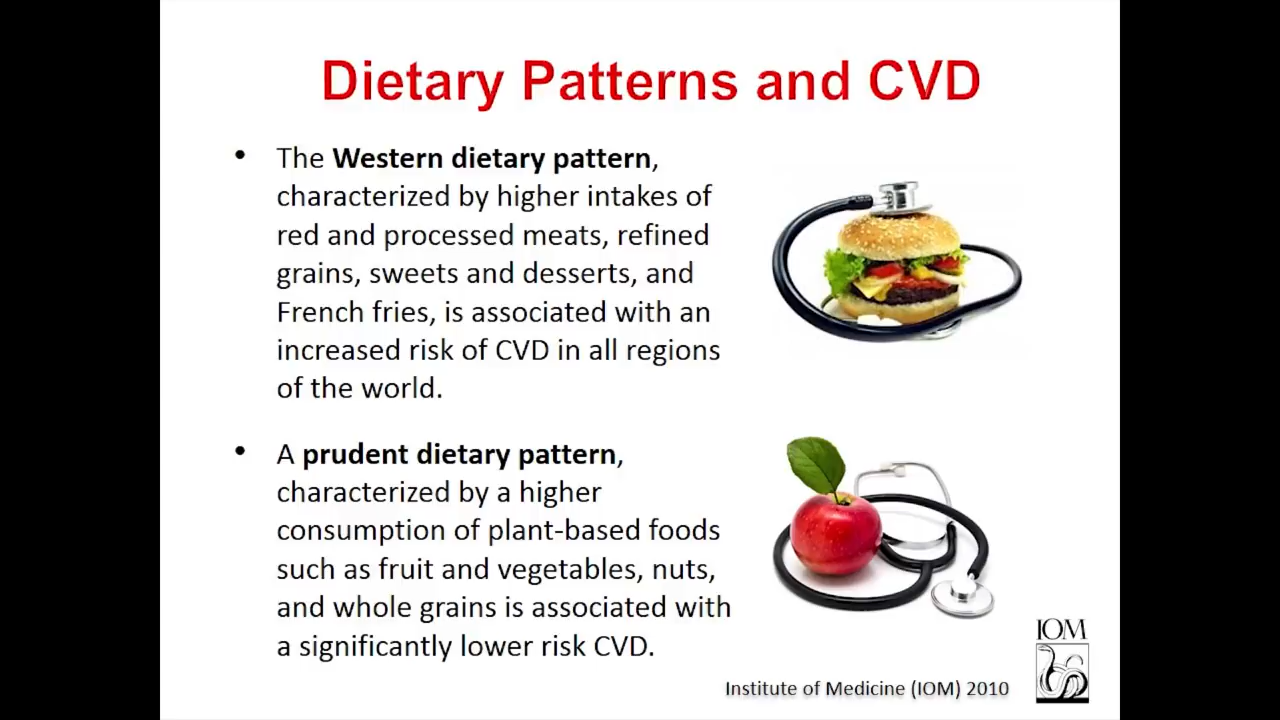 Dietary Patterns and CVD
• The Western dietary pattern,
characterized by higher intakes of
red and processed meats, refined
grains, sweets and desserts, and
French fries, is associated with an
increased risk of CVD in all regions
of the world.
• A prudent dietary pattern,
characterized by a higher
consumption of plant-based foods
such as fruit and vegetables, nuts,
and whole grains is associated with
a significantly lower risk CVD.
IOM
Institute of Medicine (IOM) 2010